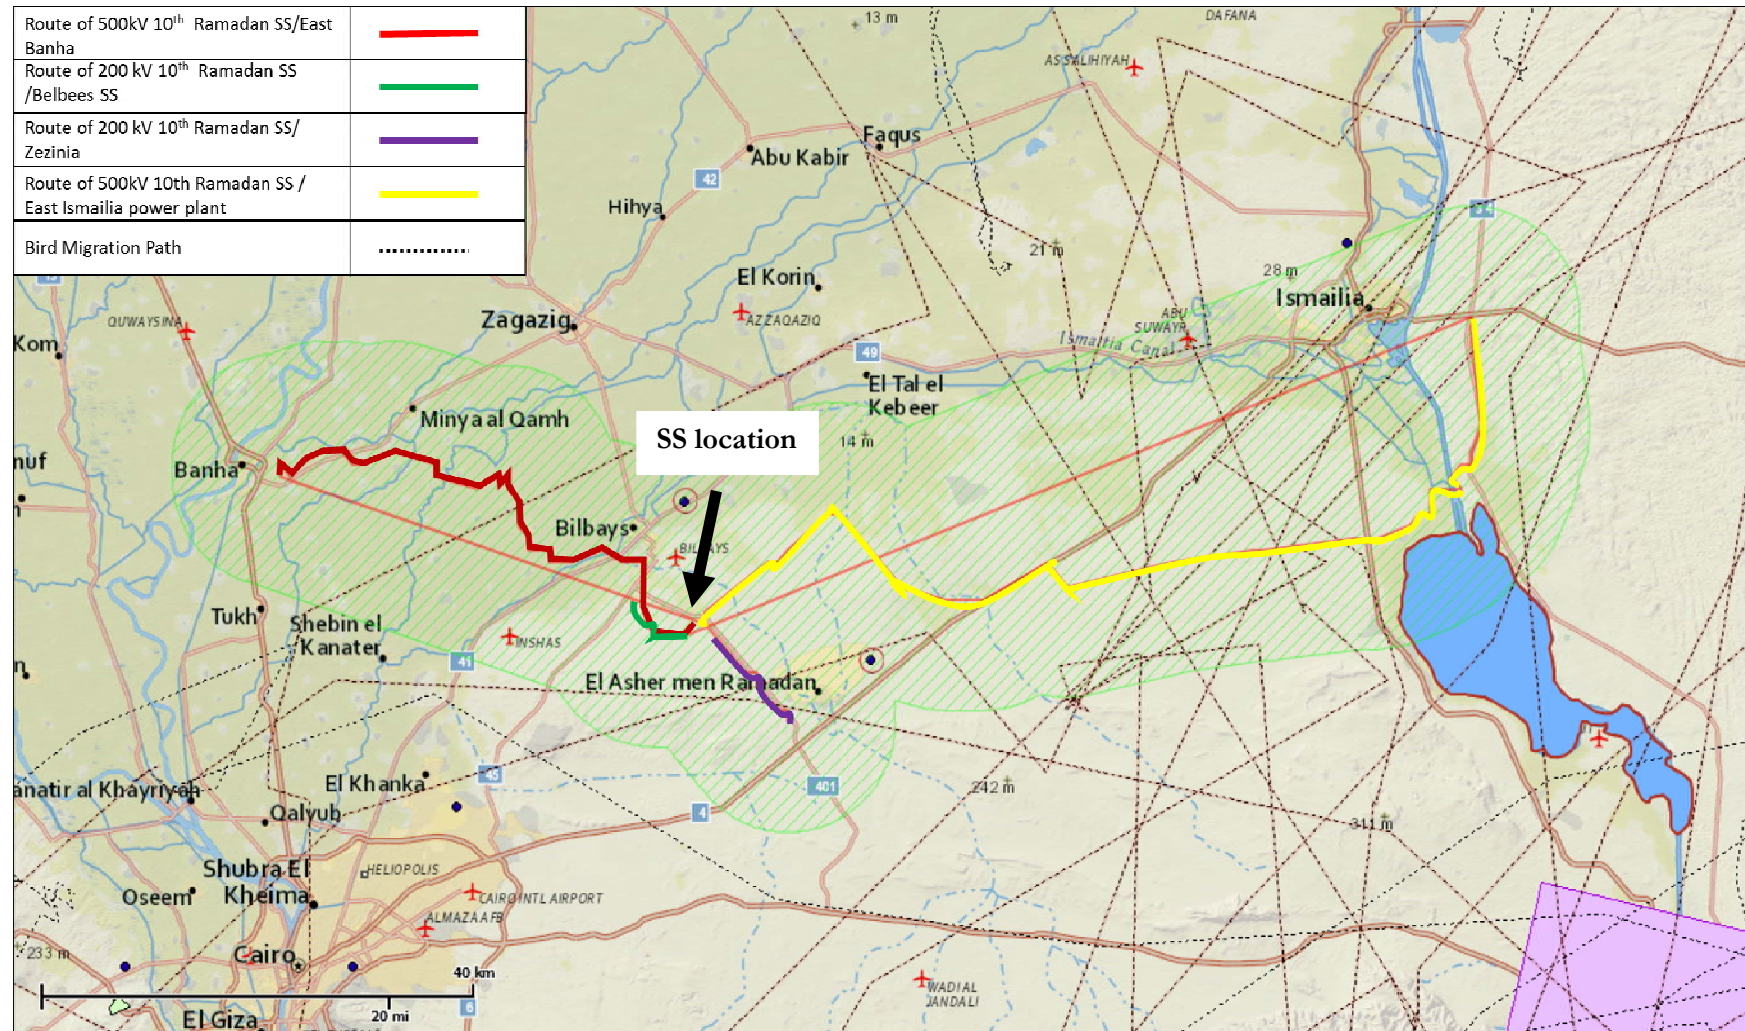 Route of 500kV 10th Ramadan SS/East
Banha
Route of 200 kV 10th Ramadan SS
/Belbees SS
Route of 200 kV 10th Ramadan SS/
Zezinia
Route of 500kV 10th Ramadan SS /
East Ismailia power plant
Bird Migration Path
13 m
DAFANA
AS SALIHIYAH
Faqus
Abu Kabir
42
Hihya
34
21 m
28 m
El Korin
Ismailia
Zagazig
AZZAQAZIQ
ABU
SUWAYR
QUWAYSINA
Kom
Ismailia Canal
49
El Tal el
Kebeer
Minya al Qamh
SS location
14 m
nuf
Banha
Bilbays
BILBAYS
Tukh
Shebin el
Kanater
INSHAS
41
El Asher men Ramadan
45
El Khanka
401
242 m
anatir al Khayriyah
Qalyub
4
311 m
Shubra El
Kheima
HELIOPOLIS
Oseem
CAIRO INTL AIRPORT
ALMAZA AFB
233 m
Cairo
40 km
WADI AL
JANDALI
20 mi
6
El Giza